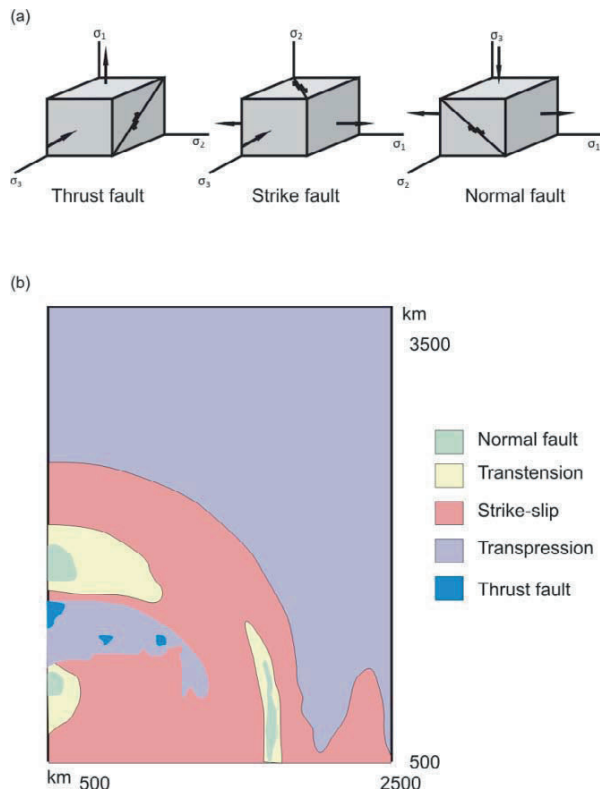 (a)
σ1
σ2
σ3
Thrust fault
σ2
σ1
σ3
Strike fault
σ3
σ1
σ2
Normal fault
(b)
km
3500
Normal fault
Transtension
Strike-slip
Transpression
Thrust fault
500
km 500
2500